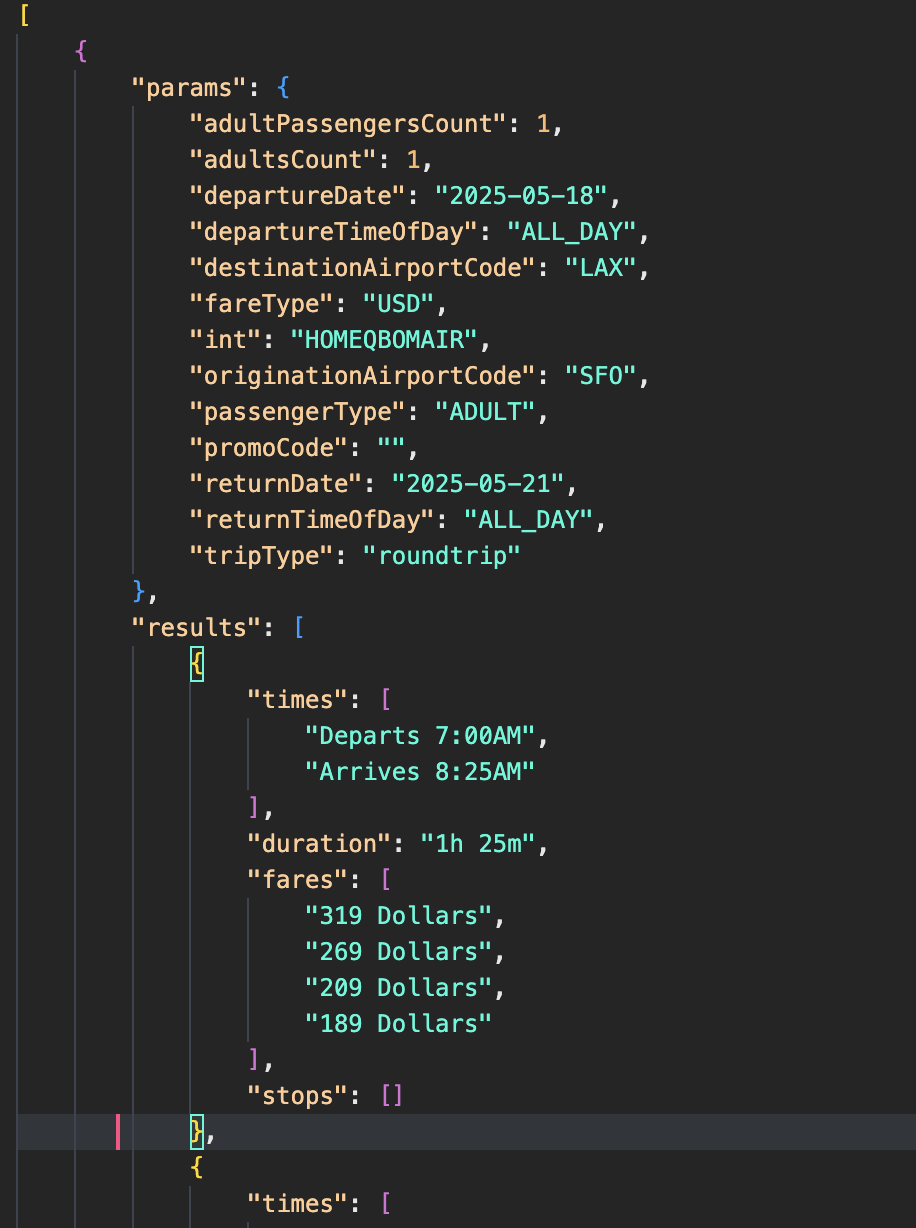 [
{
"params": {
"adultPassengersCount": 1,
"adultsCount": 1,
"departureDate": "2025-05-18",
"departureTimeOfDay": "ALL_DAY",
"destinationAirportCode": "LAX",
"fareType": "USD",
"int": "HOMEQBOMAIR",
"originationAirportCode": "SFO",
"passengerType": "ADULT",
"promoCode": "",
"returnDate": "2025-05-21",
"returnTimeOfDay": "ALL_DAY",
"tripType": "roundtrip"
},
"results": [
{
"times": [
"Departs 7:00AM",
"Arrives 8:25AM"
],
"duration": "1h 25m",
"fares": [
"319 Dollars",
"269 Dollars",
"209 Dollars",
"189 Dollars"
],
"stops": []
},
{
"times": [